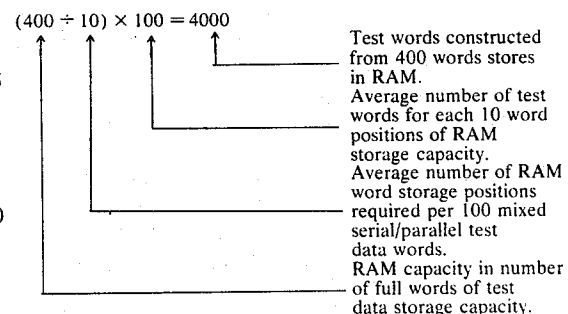 (400 ÷ 10) × 100 = 4000
Test words constructed
from 400 words stores
in RAM.
Average number of test
words for each 10 word
positions of RAM
storage capacity.
Average number of RAM
word storage positions
required per 100 mixed
serial/parallel test
data words.
RAM capacity in number
of full words of test
data storage capacity.